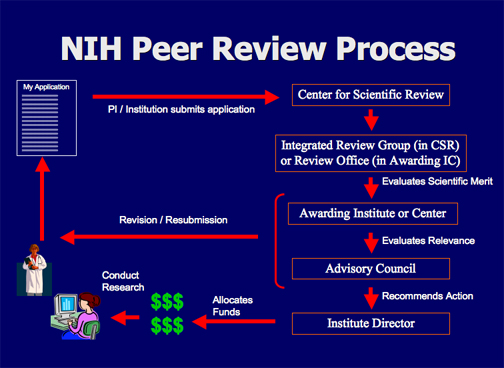 NIH Peer Review Process
My Application
PI / Institution submits application
Center for Scientific Review
Integrated Review Group (in CSR)
or Review Office (in Awarding IC)
Evaluates Scientific Merit
Awarding Institute or Center
Revision / Resubmission
Evaluates Relevance
Advisory Council
Recommends Action
Institute Director
Allocates
Funds
$$$
$$$
Conduct
Research